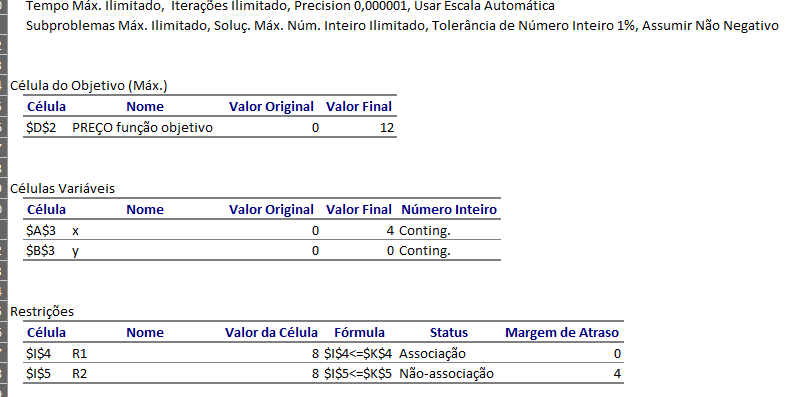 Tempo Máx. Ilimitado,  Iterações Ilimitado, Precision 0,000001, Usar Escala Automática
Subproblemas Máx. Ilimitado, Soluç. Máx. Núm. Inteiro Ilimitado, Tolerância de Número Inteiro 1%, Assumir Não Negativo
Célula do Objetivo (Máx.)
Célula Nome Valor Original Valor Final
$D$2 PREÇO função objetivo 0 12
Células Variáveis
Célula Nome Valor Original Valor Final Número Inteiro
$A$3 x 0 4 Conting.
$B$3 y 0 0 Conting.
Restrições
Célula Nome Valor da Célula Fórmula Status Margem de Atraso
$I$4 R1 8 $I$4<=$K$4 Associação 0
$I$5 R2 8 $I$5<=$K$5 Não-associação 4